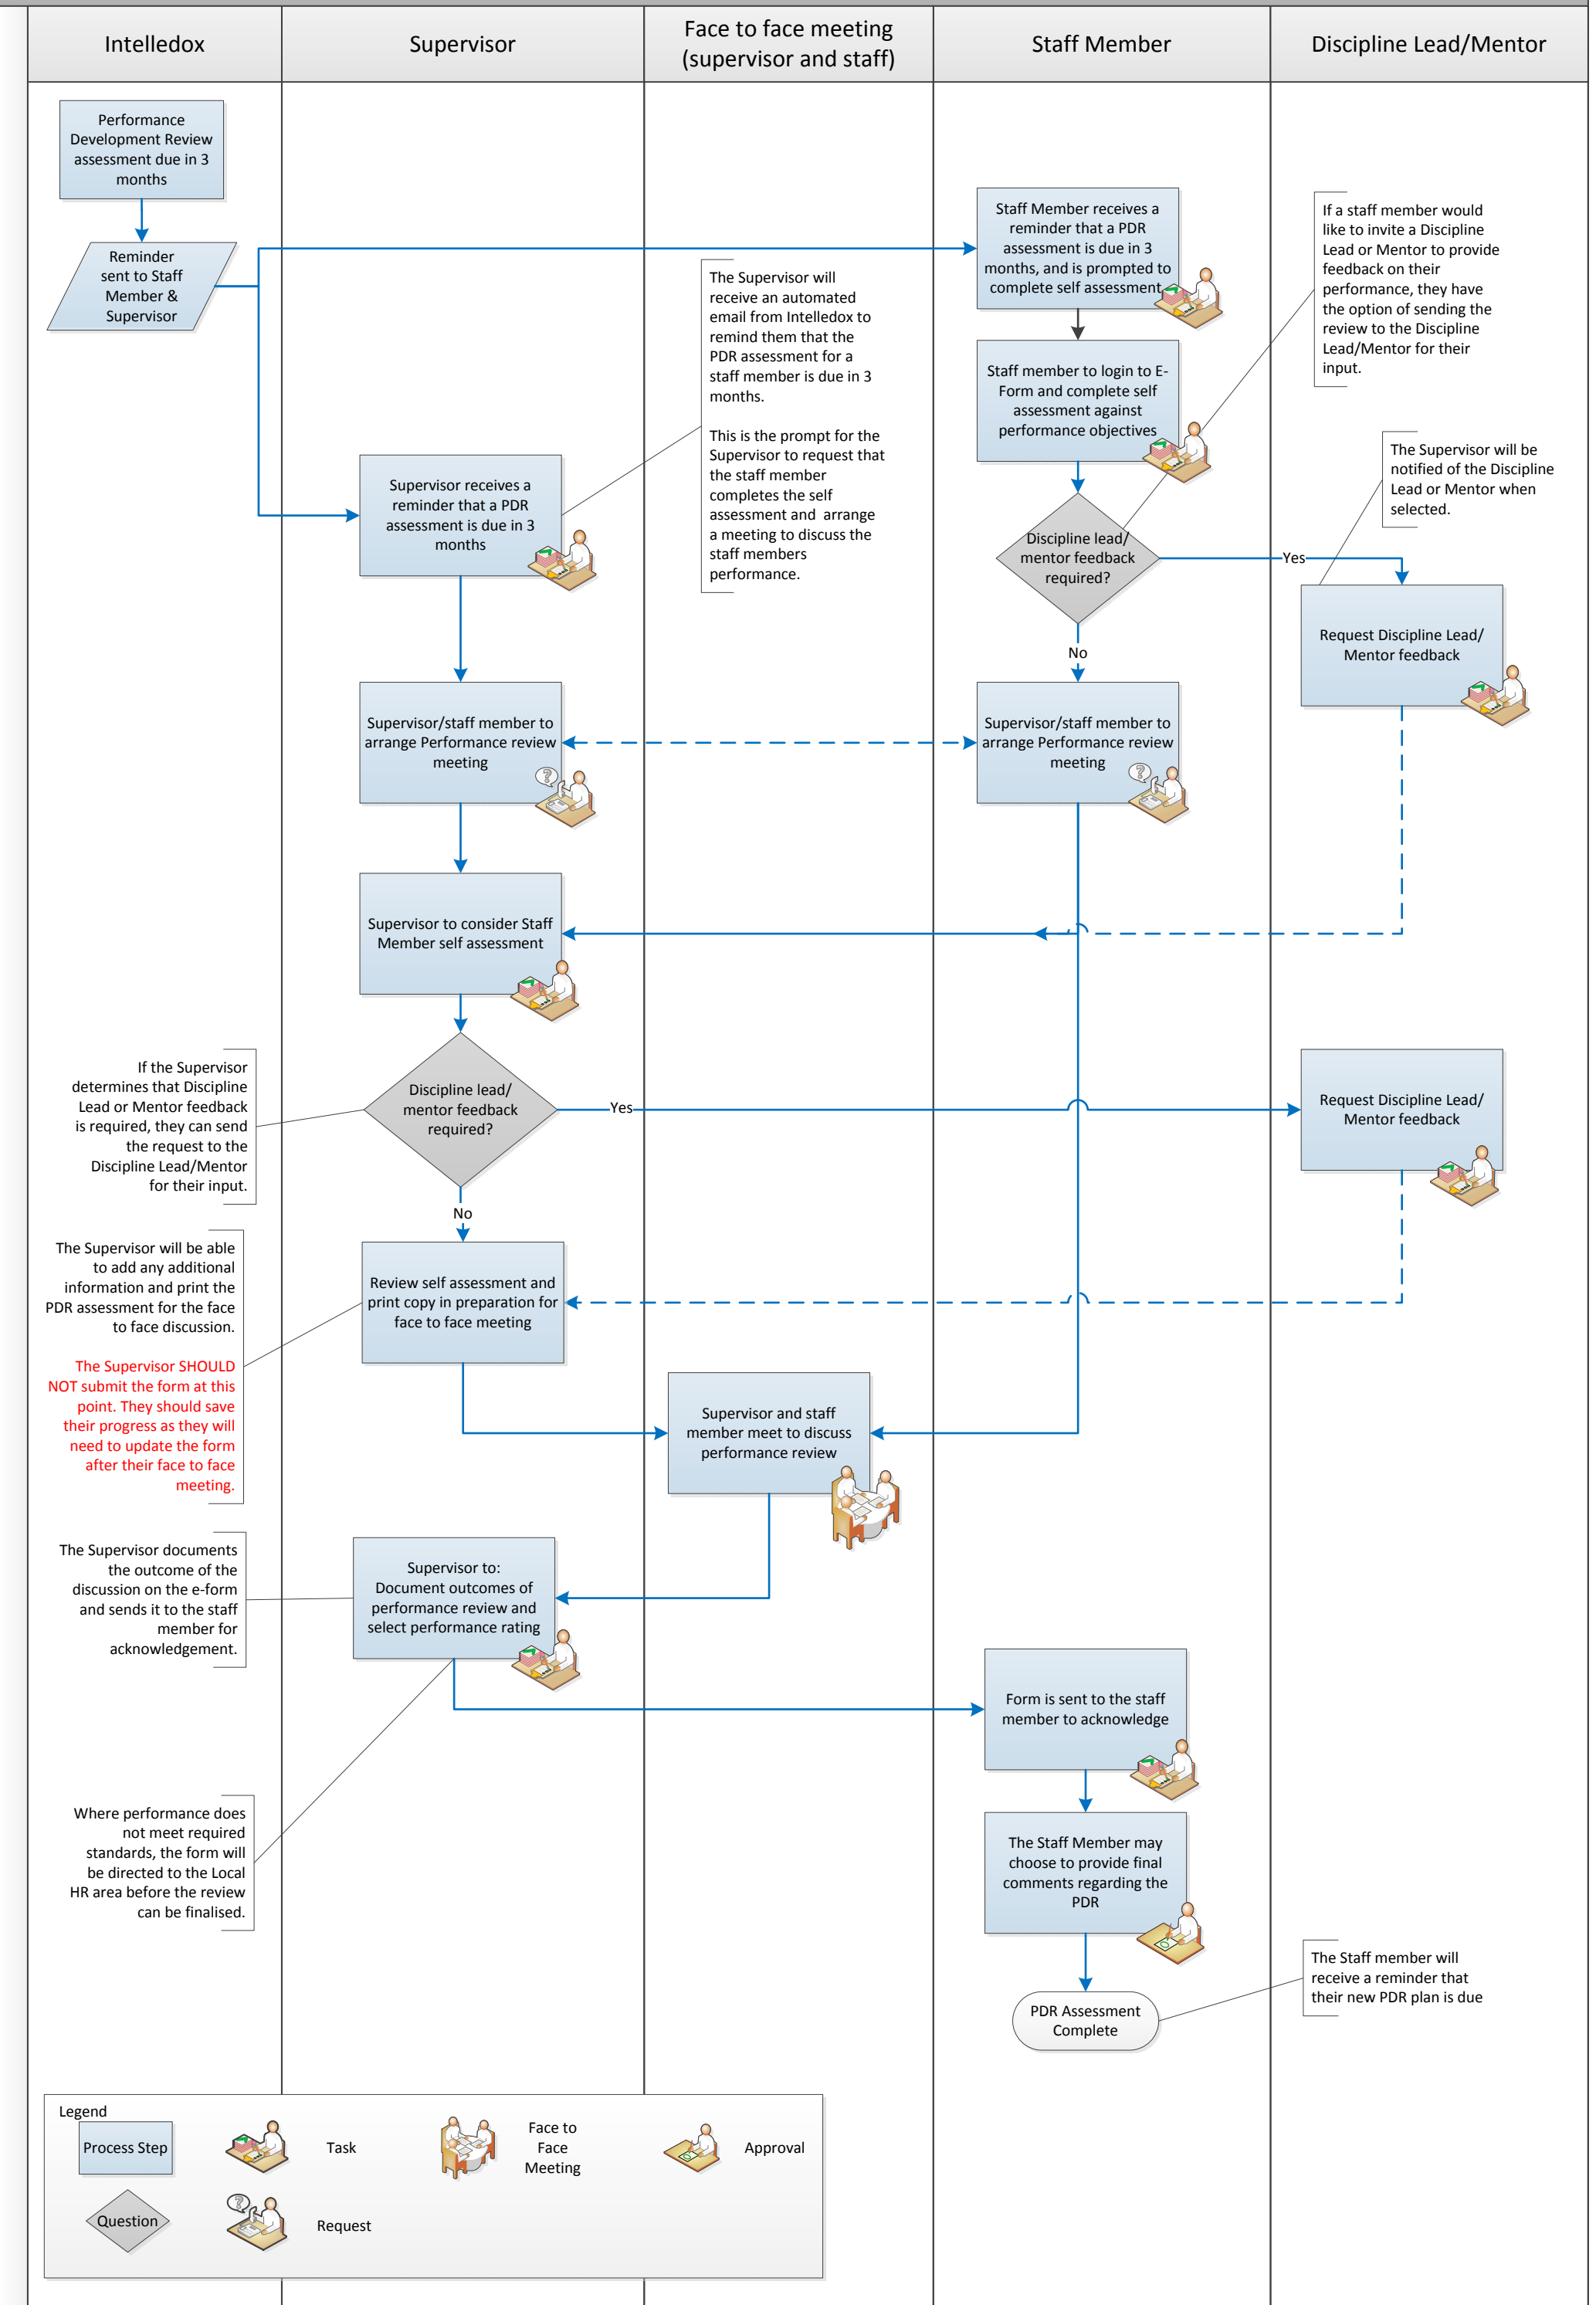 Intelledox
Supervisor
Face to face meeting
(supervisor and staff)
Staff Member
Discipline Lead/Mentor
Performance
Development Review
assessment due in 3
months
Reminder
sent to Staff
Member &
Supervisor
Staff Member receives a
reminder that a PDR
assessment is due in 3
months, and is prompted to
complete self assessment
If a staff member would
like to invite a Discipline
Lead or Mentor to provide
feedback on their
performance, they have
the option of sending the
review to the Discipline
Lead/Mentor for their
input.
The Supervisor will
receive an automated
email from Intelledox to
remind them that the
PDR assessment for a
staff member is due in 3
months.
This is the prompt for the
Supervisor to request that
the staff member
completes the self
assessment and  arrange
a meeting to discuss the
staff members
performance.
Staff member to login to E-
Form and complete self
assessment against
performance objectives
The Supervisor will be
notified of the Discipline
Lead or Mentor when
selected.
Supervisor receives a
reminder that a PDR
assessment is due in 3
months
Discipline lead/
mentor feedback
required?
Yes
No
Request Discipline Lead/
Mentor feedback
Supervisor/staff member to
arrange Performance review
meeting
Supervisor/staff member to
arrange Performance review
meeting
Supervisor to consider Staff
Member self assessment
If the Supervisor
determines that Discipline
Lead or Mentor feedback
is required, they can send
the request to the
Discipline Lead/Mentor
for their input.
Discipline lead/
mentor feedback
required?
Yes
No
Request Discipline Lead/
Mentor feedback
The Supervisor will be able
to add any additional
information and print the
PDR assessment for the face
to face discussion.
The Supervisor SHOULD
NOT submit the form at this
point. They should save
their progress as they will
need to update the form
after their face to face
meeting.
Review self assessment and
print copy in preparation for
face to face meeting
Supervisor and staff
member meet to discuss
performance review
The Supervisor documents
the outcome of the
discussion on the e-form
and sends it to the staff
member for
acknowledgement.
Supervisor to:
Document outcomes of
performance review and
select performance rating
Form is sent to the staff
member to acknowledge
Where performance does
not meet required
standards, the form will
be directed to the Local
HR area before the review
can be finalised.
The Staff Member may
choose to provide final
comments regarding the
PDR
The Staff member will
receive a reminder that
their new PDR plan is due
PDR Assessment
Complete
Legend
Process Step
Task
Face to
Face
Meeting
Approval
Question
Request